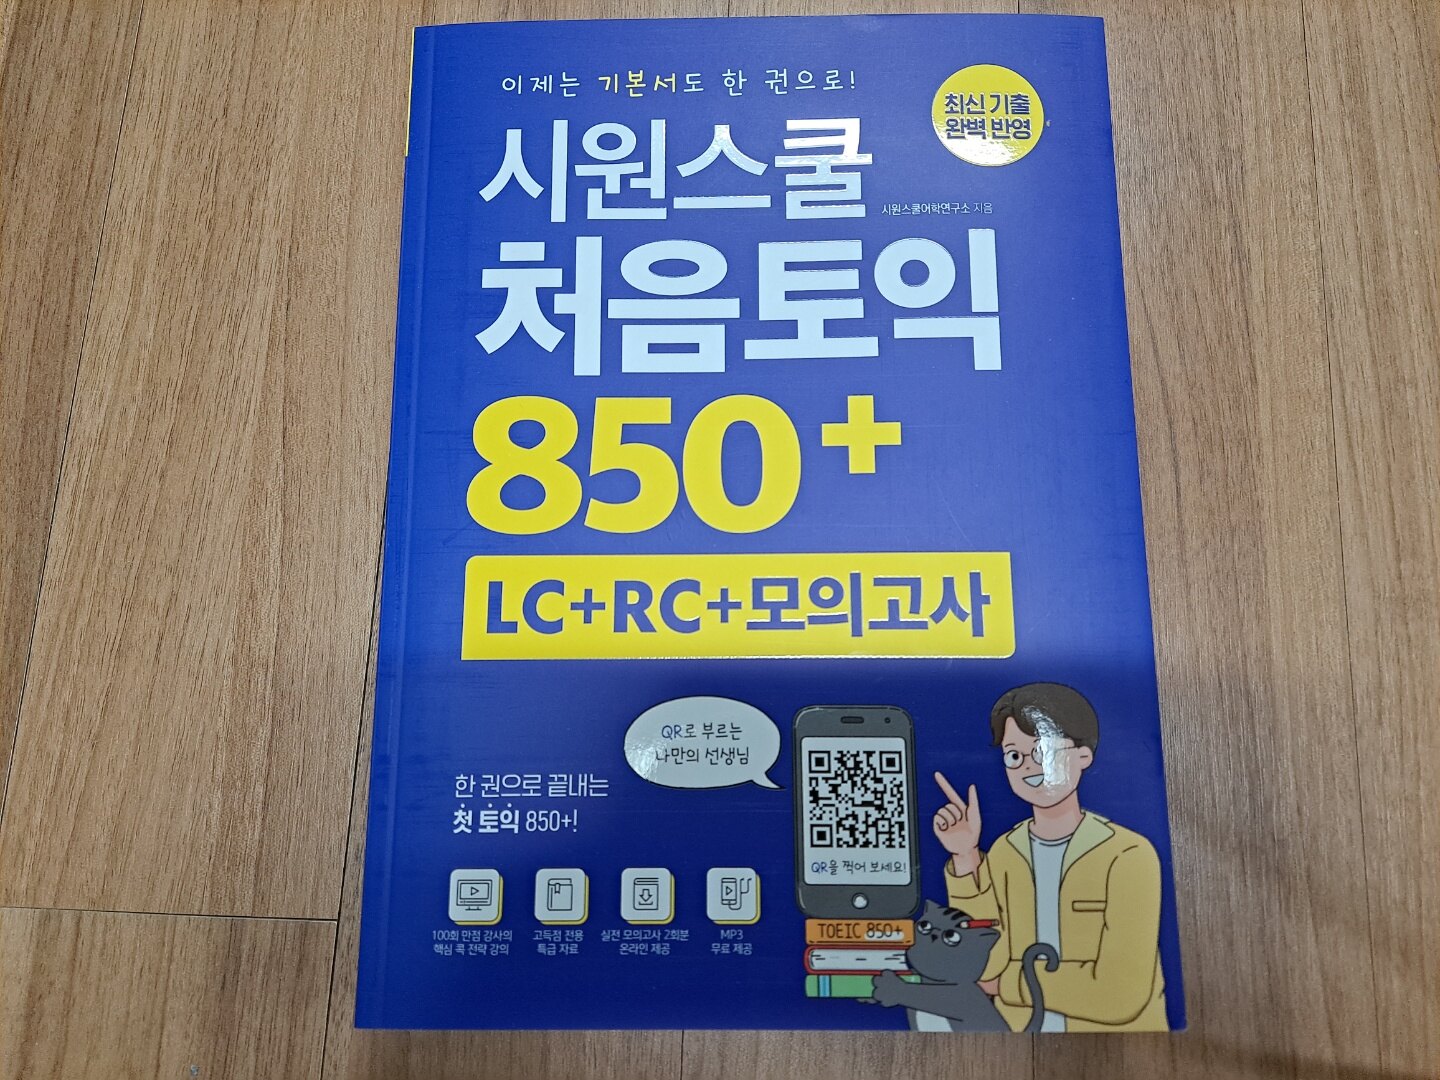 이제는 기본서도 한 권으로!
최신 기출
완벽 반영
시원스쿨
시원스쿨어학연구소 지음
처음토익
850+
LC+RC+모의고사
QR로 부르는
나만의 선생님
한 권으로 끝내는
첫 토익 850+!
QR을 찍어 보세요!
100회 만점 강사의
핵심 콕 전략 강의
고득점 전용
특급 자료
실전 모의고사 2회분
온라인 제공
MP3
무료 제공
TOEIC 850+